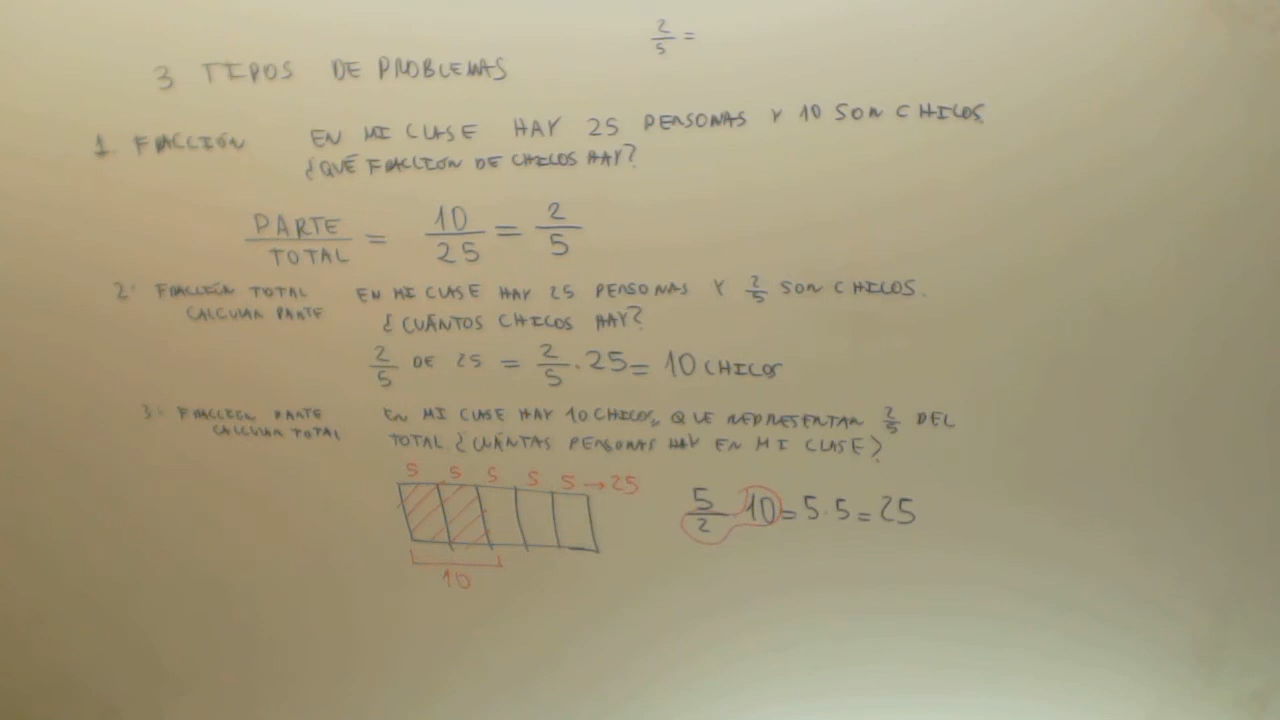 2/5 =
3 TIPOS DE PROBLEMAS
1 FRACCIÓN EN MI CLASE HAY 25 PERSONAS Y 10 SON CHICOS.
¿QUÉ FRACCIÓN DE CHICOS HAY?
PARTE/TOTAL = 10/25 = 2/5
2. FRACCIÓN TOTAL EN MI CLASE HAY 25 PERSONAS Y 2/5 SON CHICOS.
CALCULAR PARTE ¿CUÁNTOS CHICOS HAY?
2/5 DE 25 = 2/5 . 25 = 10 CHICOS
3. FRACCIÓN PARTE EN MI CLASE HAY 10 CHICOS, QUE REPRESENTAN 2/5 DEL
CALCULAR TOTAL TOTAL ¿CUÁNTAS PERSONAS HAY EN MI CLASE?
5 5 5 5 5 → 25
5/2 10 = 5.5 = 25
10